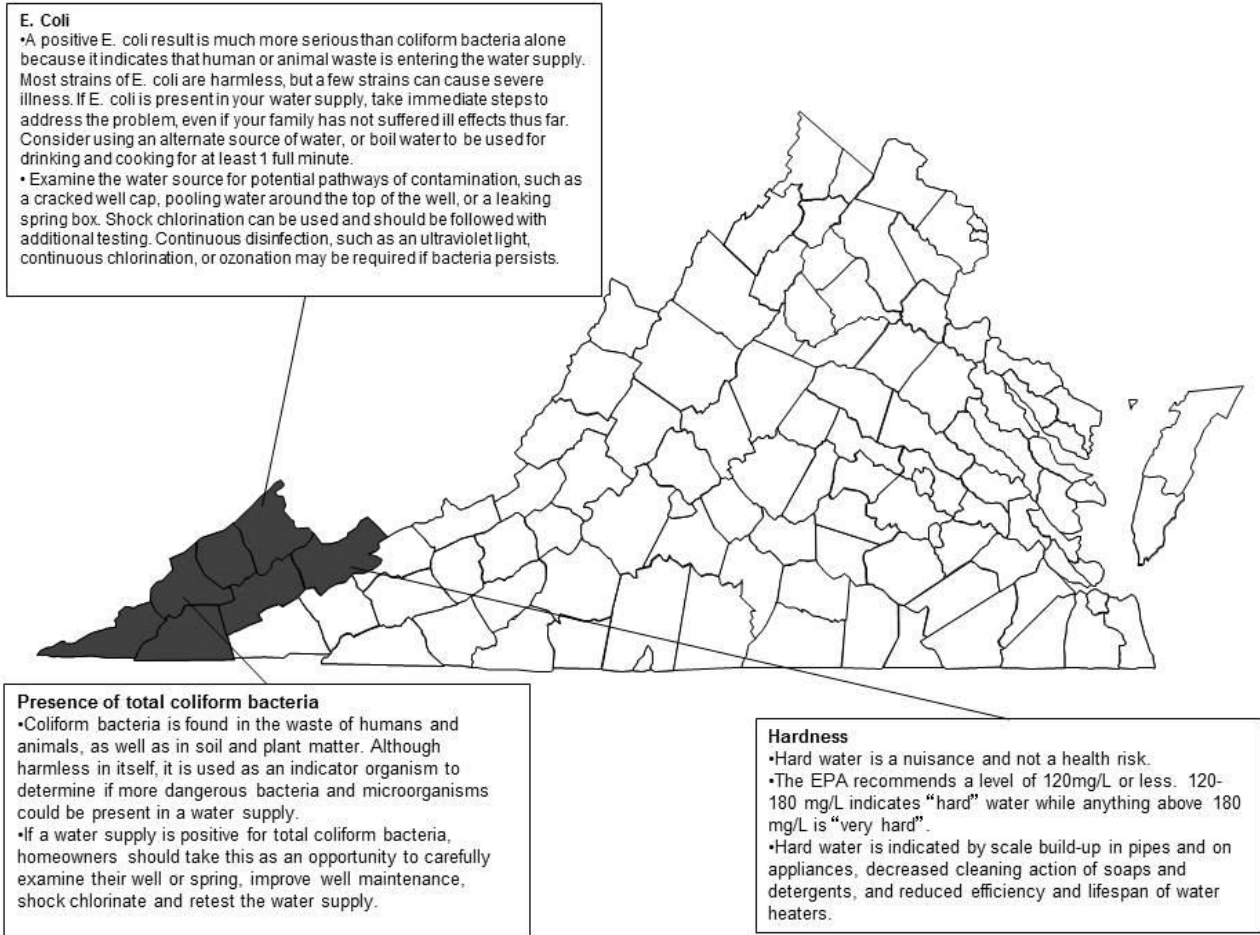 E. Coli
•A positive E. coli result is much more serious than coliform bacteria alone
because it indicates that human or animal waste is entering the water supply.
Most strains of E. coli are harmless, but a few strains can cause severe
illness. If E. coli is present in your water supply, take immediate steps to
address the problem, even if your family has not suffered ill effects thus far.
Consider using an alternate source of water, or boil water to be used for
drinking and cooking for at least 1 full minute.
• Examine the water source for potential pathways of contamination, such as
a cracked well cap, pooling water around the top of the well, or a leaking
spring box. Shock chlorination can be used and should be followed with
additional testing. Continuous disinfection, such as an ultraviolet light,
continuous chlorination, or ozonation may be required if bacteria persists.
Presence of total coliform bacteria
•Coliform bacteria is found in the waste of humans and
animals, as well as in soil and plant matter. Although
harmless in itself, it is used as an indicator organism to
determine if more dangerous bacteria and microorganisms
could be present in a water supply.
•If a water supply is positive for total coliform bacteria,
homeowners should take this as an opportunity to carefully
examine their well or spring, improve well maintenance,
shock chlorinate and retest the water supply.
Hardness
•Hard water is a nuisance and not a health risk.
•The EPA recommends a level of 120mg/L or less. 120-
180 mg/L indicates “hard” water while anything above 180
mg/L is “very hard”.
•Hard water is indicated by scale build-up in pipes and on
appliances, decreased cleaning action of soaps and
detergents, and reduced efficiency and lifespan of water
heaters.